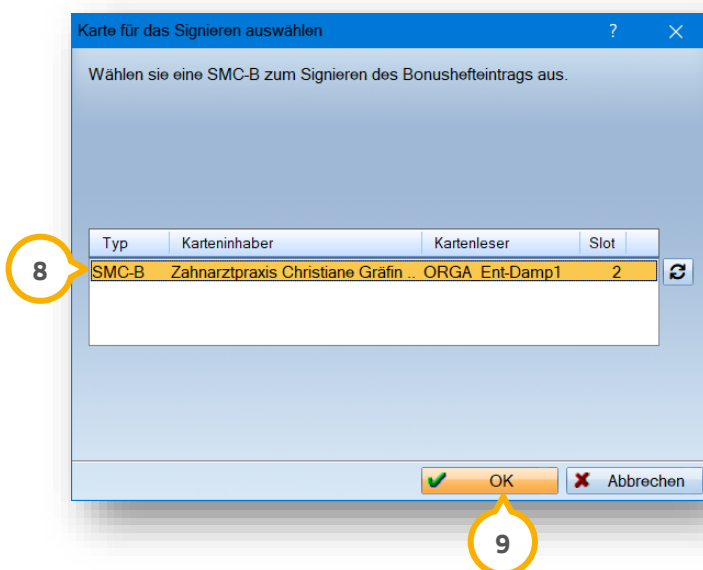 Karte für das Signieren auswählen ?
Wählen sie eine SMC-B zum Signieren des Bonushefteintrags aus.
Typ Karteninhaber Kartenleser Slot
8
SMC-B Zahnarztpraxis Christiane Gräfin .. ORGA_Ent-Damp1 2
OK Abbrechen
9